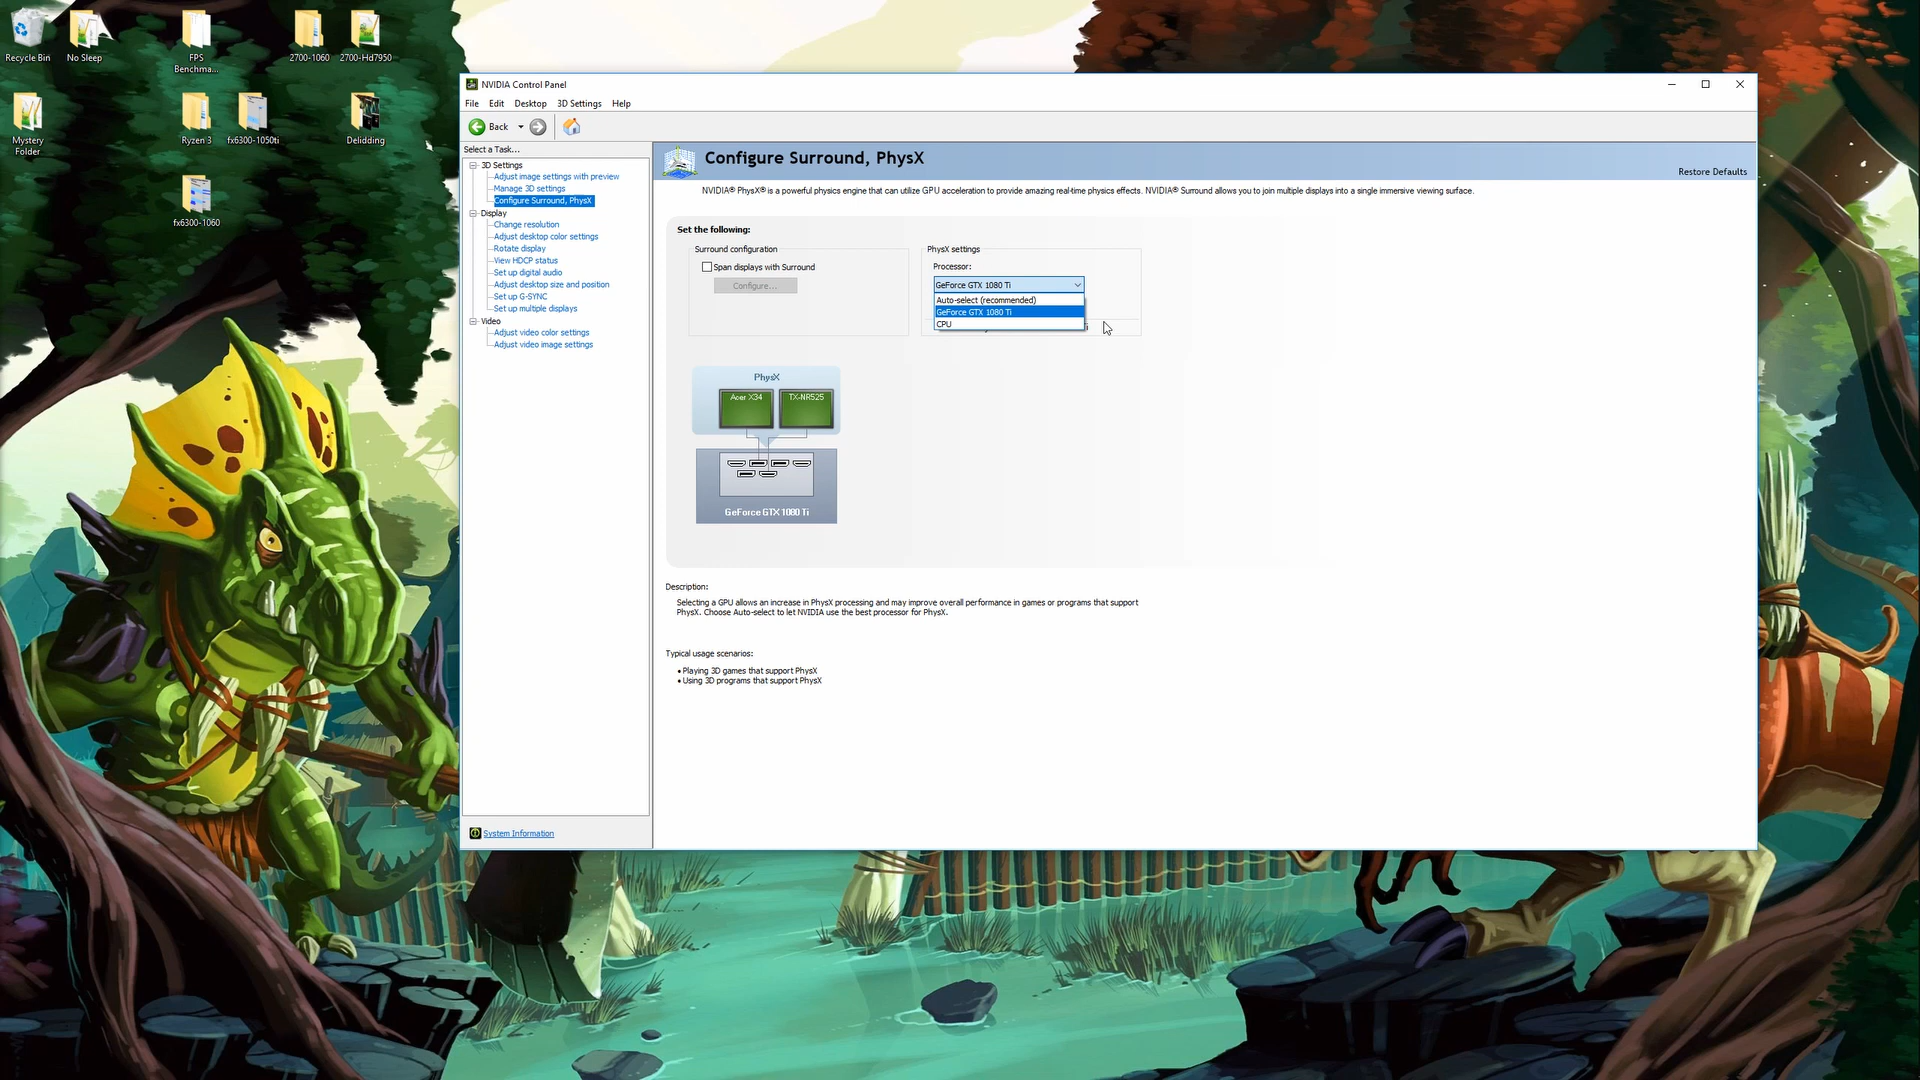 Recycle Bin
No Sleep
FPS
Benchma...
2700-1060
2700-Hd7950
Mystery
Folder
Ryzen 3
fx6300-1050ti
Delidding
fx6300-1060
NVIDIA Control Panel
File Edit Desktop 3D Settings Help
Back
Select a Task...
3D Settings
Adjust image settings with preview
Manage 3D settings
Configure Surround, PhysX
Display
Change resolution
Adjust desktop color settings
Rotate display
View HDCP status
Set up digital audio
Adjust desktop size and position
Set up G-SYNC
Set up multiple displays
Video
Adjust video color settings
Adjust video image settings
System Information
Configure Surround, PhysX
Restore Defaults
NVIDIA® PhysX® is a powerful physics engine that can utilize GPU acceleration to provide amazing real-time physics effects. NVIDIA® Surround allows you to join multiple displays into a single immersive viewing surface.
Set the following:
Surround configuration
Span displays with Surround
Configure...
PhysX settings
Processor:
GeForce GTX 1080 Ti
Auto-select (recommended)
GeForce GTX 1080 Ti
CPU
PhysX
Acer X34
TX-NR525
GeForce GTX 1080 Ti
Description:
Selecting a GPU allows an increase in PhysX processing and may improve overall performance in games or programs that support
PhysX. Choose Auto-select to let NVIDIA use the best processor for PhysX.
Typical usage scenarios:
• Playing 3D games that support PhysX
• Using 3D programs that support PhysX